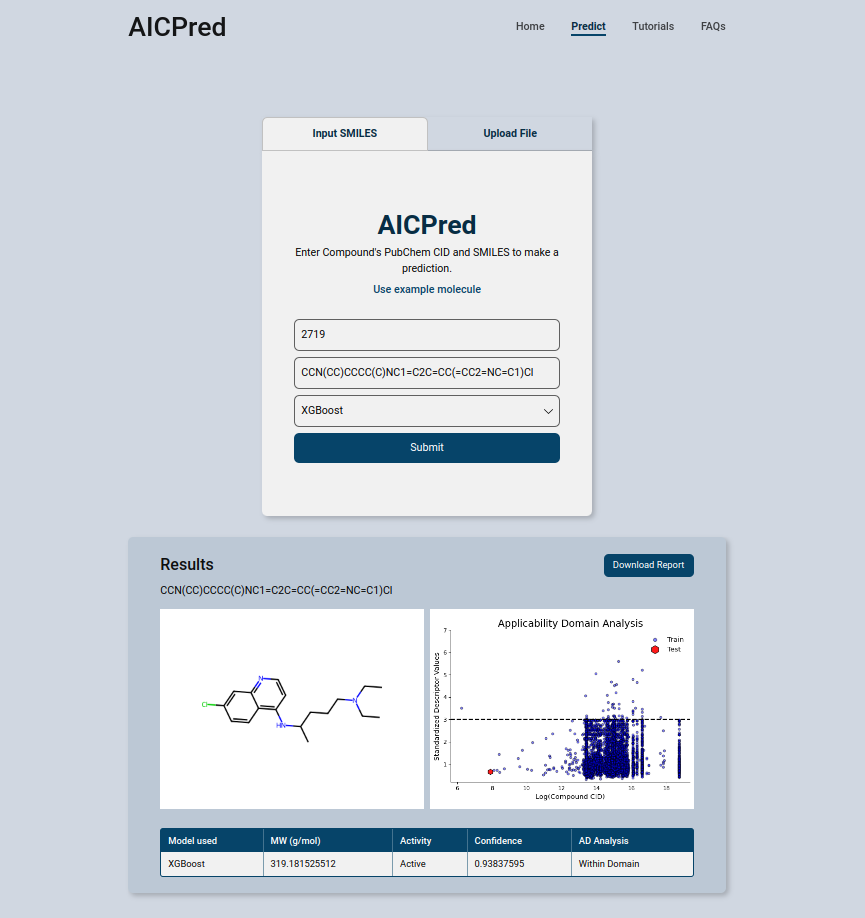 AICPred
Home Predict Tutorials FAQs
Input SMILES Upload File
AICPred
Enter Compound's PubChem CID and SMILES to make a
prediction.
Use example molecule
2719
CCN(CC)CCCC(C)NC1=C2C=CC(=CC2=NC=C1)Cl
XGBoost
Submit
Results
Download Report
CCN(CC)CCCC(C)NC1=C2C=CC(=CC2=NC=C1)Cl
N
Cl
N
HN
Applicability Domain Analysis
Train
Test
Standardized Descriptor Values
7
6
5
4
3
2
1
6 8 10 12 14 16 18
Log(Compound CID)
Model used MW (g/mol) Activity Confidence AD Analysis
XGBoost 319.181525512 Active 0.93837595 Within Domain